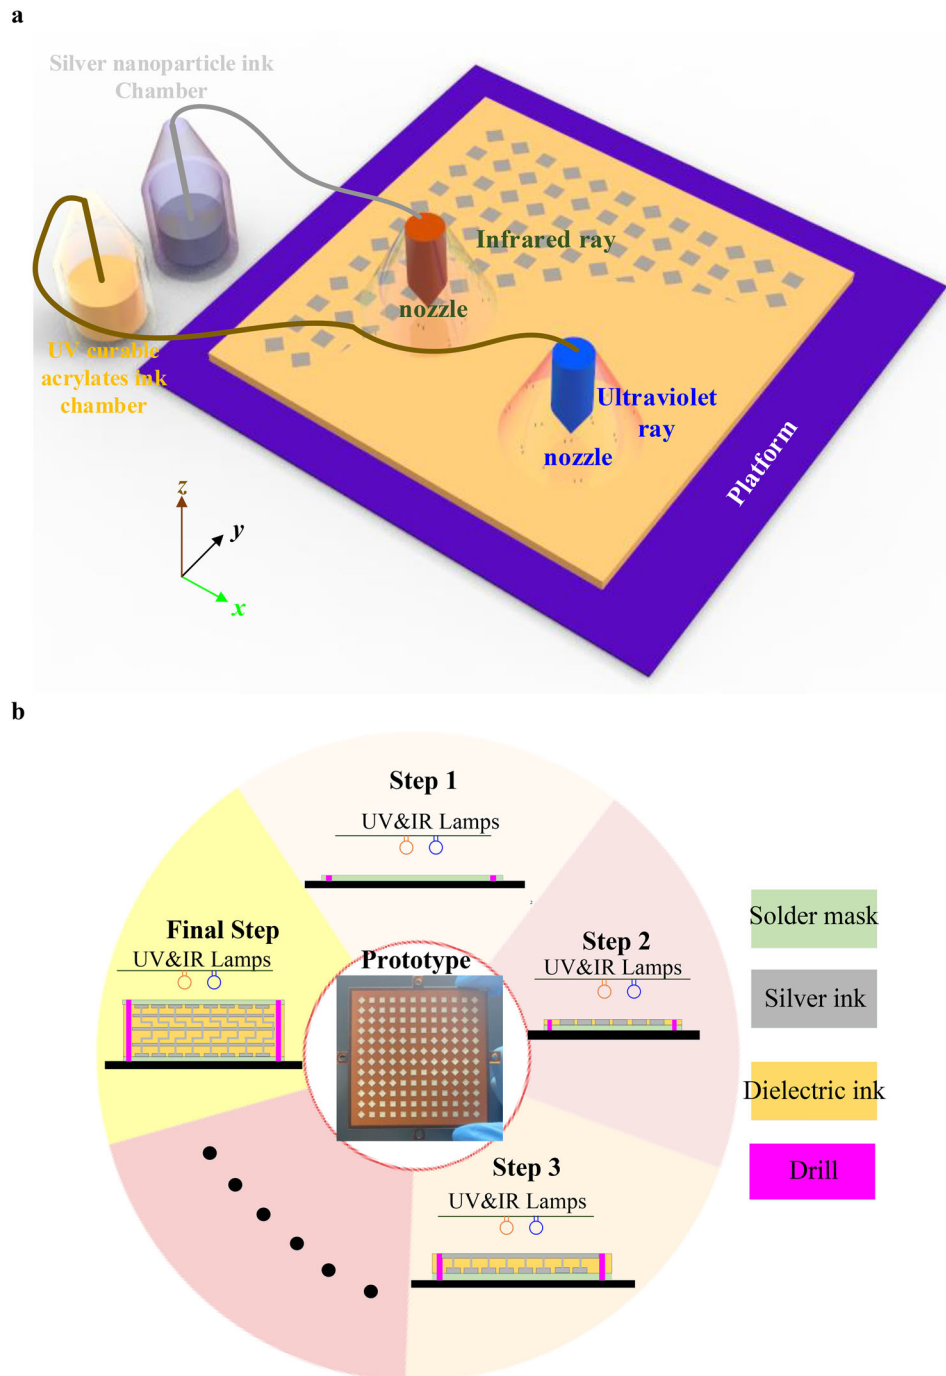 a
Silver nanoparticle ink
Chamber
Infrared ray
nozzle
UV curable
acrylates ink
chamber
Ultraviolet
ray
nozzle
Platform
z
y
x
b
Step 1
UV&IR Lamps
2
Final Step
UV&IR Lamps
Prototype
Step 2
UV&IR Lamps
Step 3
UV&IR Lamps
Solder mask
Silver ink
Dielectric ink
Drill